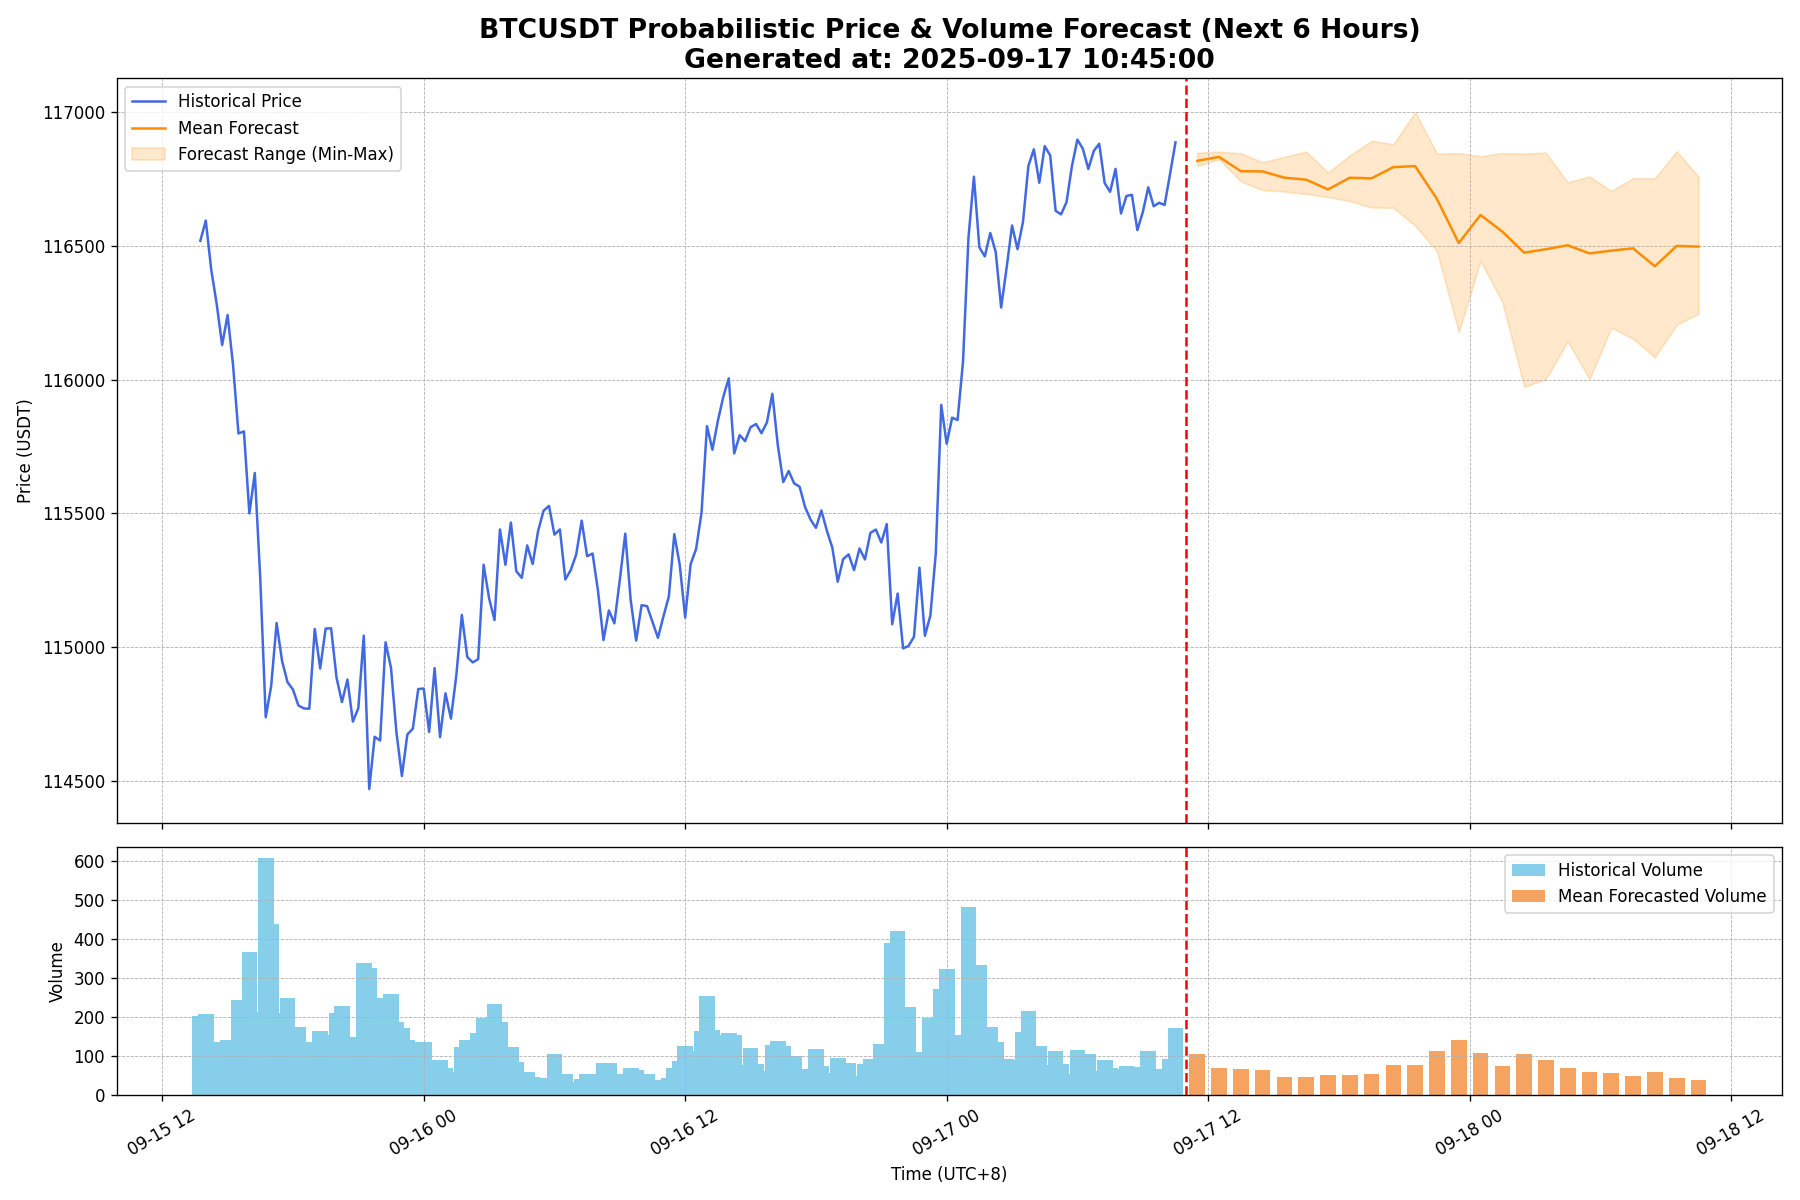 BTCUSDT Probabilistic Price & Volume Forecast (Next 6 Hours)
Generated at: 2025-09-17 10:45:00
Historical Price
Mean Forecast
Forecast Range (Min-Max)
117000
116500
116000
115500
115000
114500
Price (USDT)
Historical Volume
Mean Forecasted Volume
600
500
400
300
200
100
0
Volume
09-15 12
09-16 00
09-16 12
09-17 00
09-17 12
09-18 00
09-18 12
Time (UTC+8)